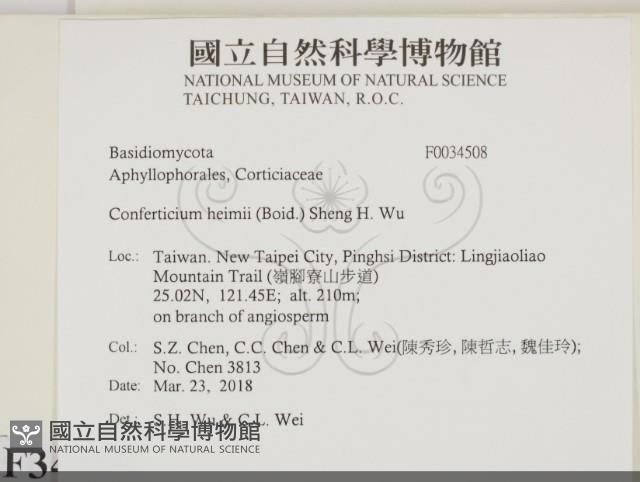 國立自然科學博物館
NATIONAL MUSEUM OF NATURAL SCIENCE
TAICHUNG, TAIWAN, R.O.C.
Basidiomycota F0034508
Aphyllophorales, Corticiaceae
Conferticium heimii (Boid.) Sheng H. Wu
Loc.: Taiwan. New Taipei City, Pinghsi District: Lingjiaoliao
Mountain Trail (嶺腳寮山步道)
25.02N, 121.45E; alt. 210m;
on branch of angiosperm
Col.: S.Z. Chen, C.C. Chen & C.L. Wei(陳秀珍, 陳哲志, 魏佳玲);
No. Chen 3813
Date: Mar. 23, 2018
Det.: S.H. Wu & C.L. Wei
國立自然科學博物館
NATIONAL MUSEUM OF NATURAL SCIENCE